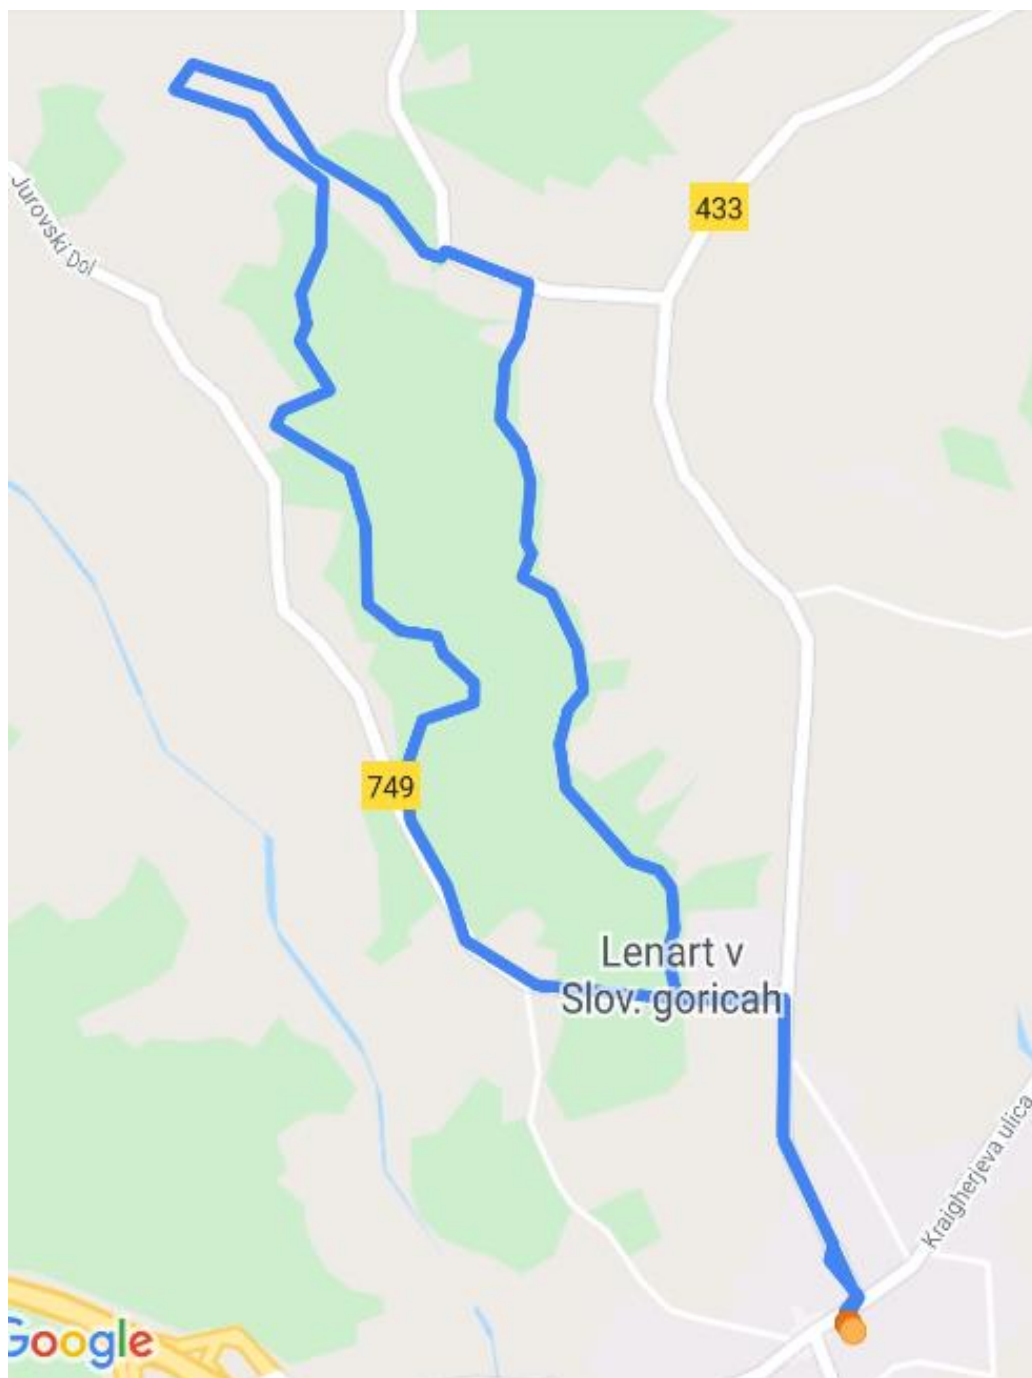 433
Jurovski Dol
749
Lenart v
Slov. goricah
Kraigherjeva ulica
Google